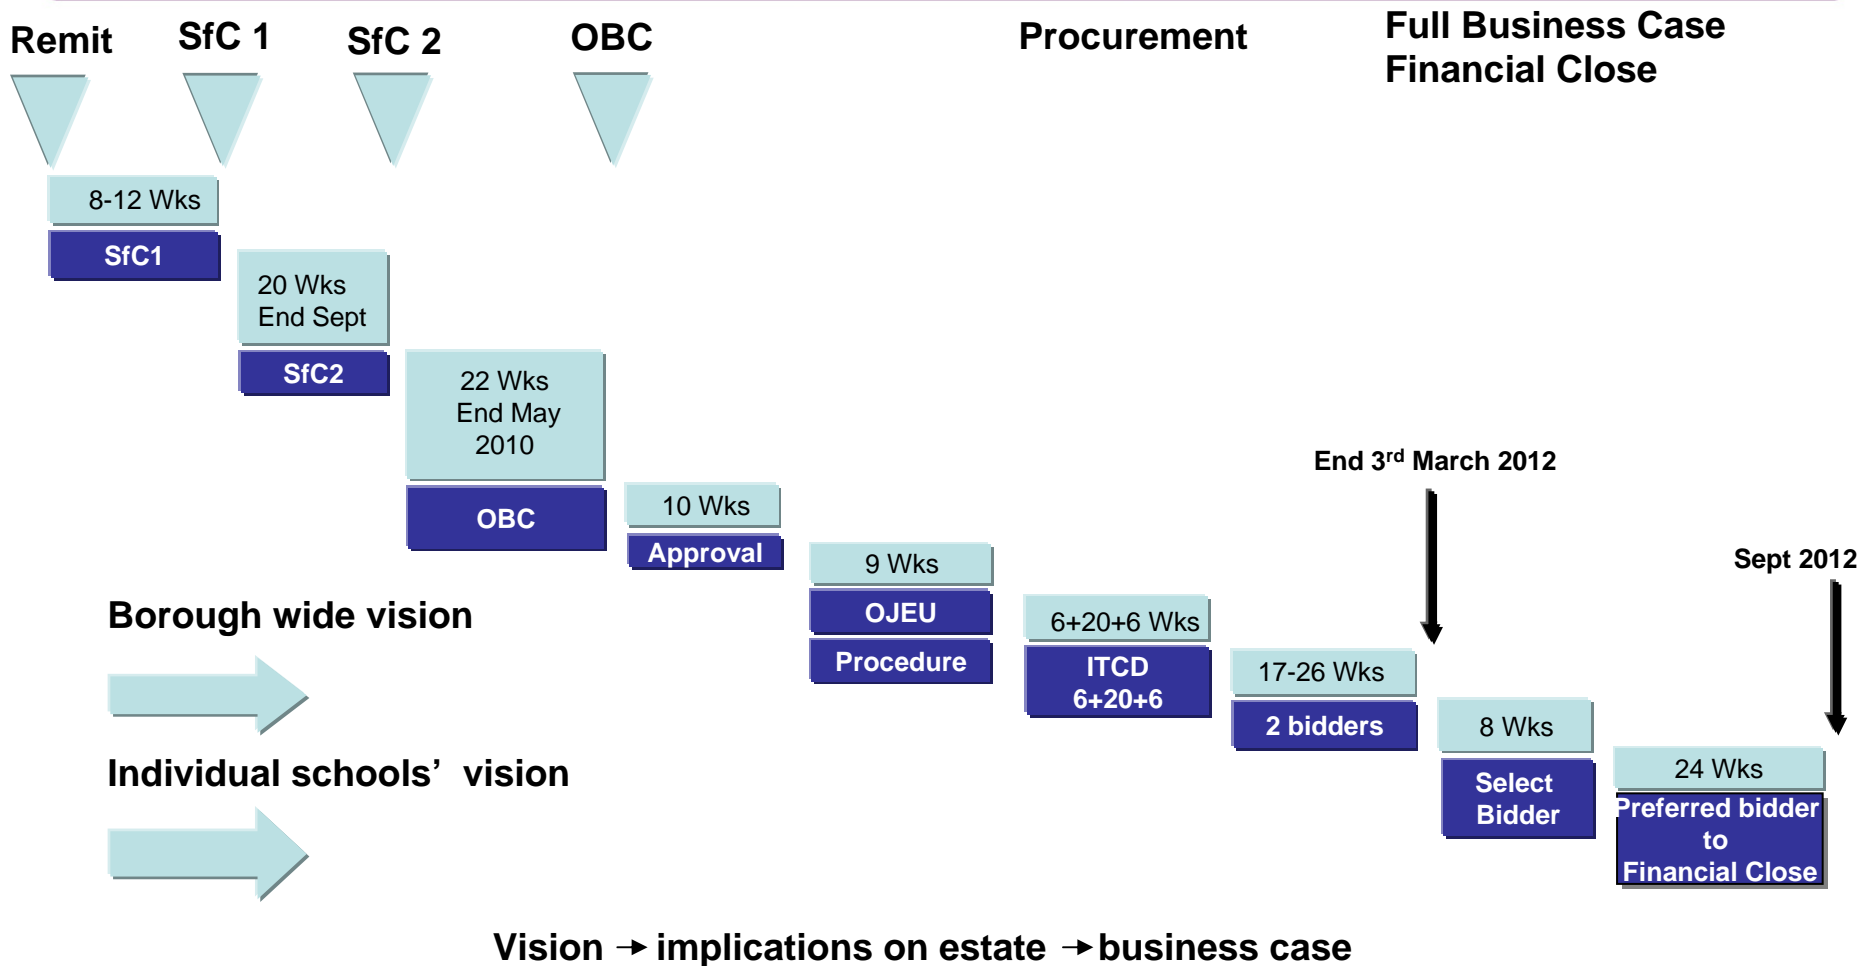 Remit
SfC 1
SfC 2
OBC
Procurement
Full Business Case
Financial Close
8-12 Wks
SfC1
20 Wks
End Sept
SfC2
22 Wks
End May
2010
OBC
10 Wks
Approval
9 Wks
OJEU
Procedure
6+20+6 Wks
ITCD
6+20+6
17-26 Wks
2 bidders
End 3rd March 2012
8 Wks
Select
Bidder
Sept 2012
24 Wks
Preferred bidder
to
Financial Close
Borough wide vision
Individual schools’ vision
Vision → implications on estate → business case